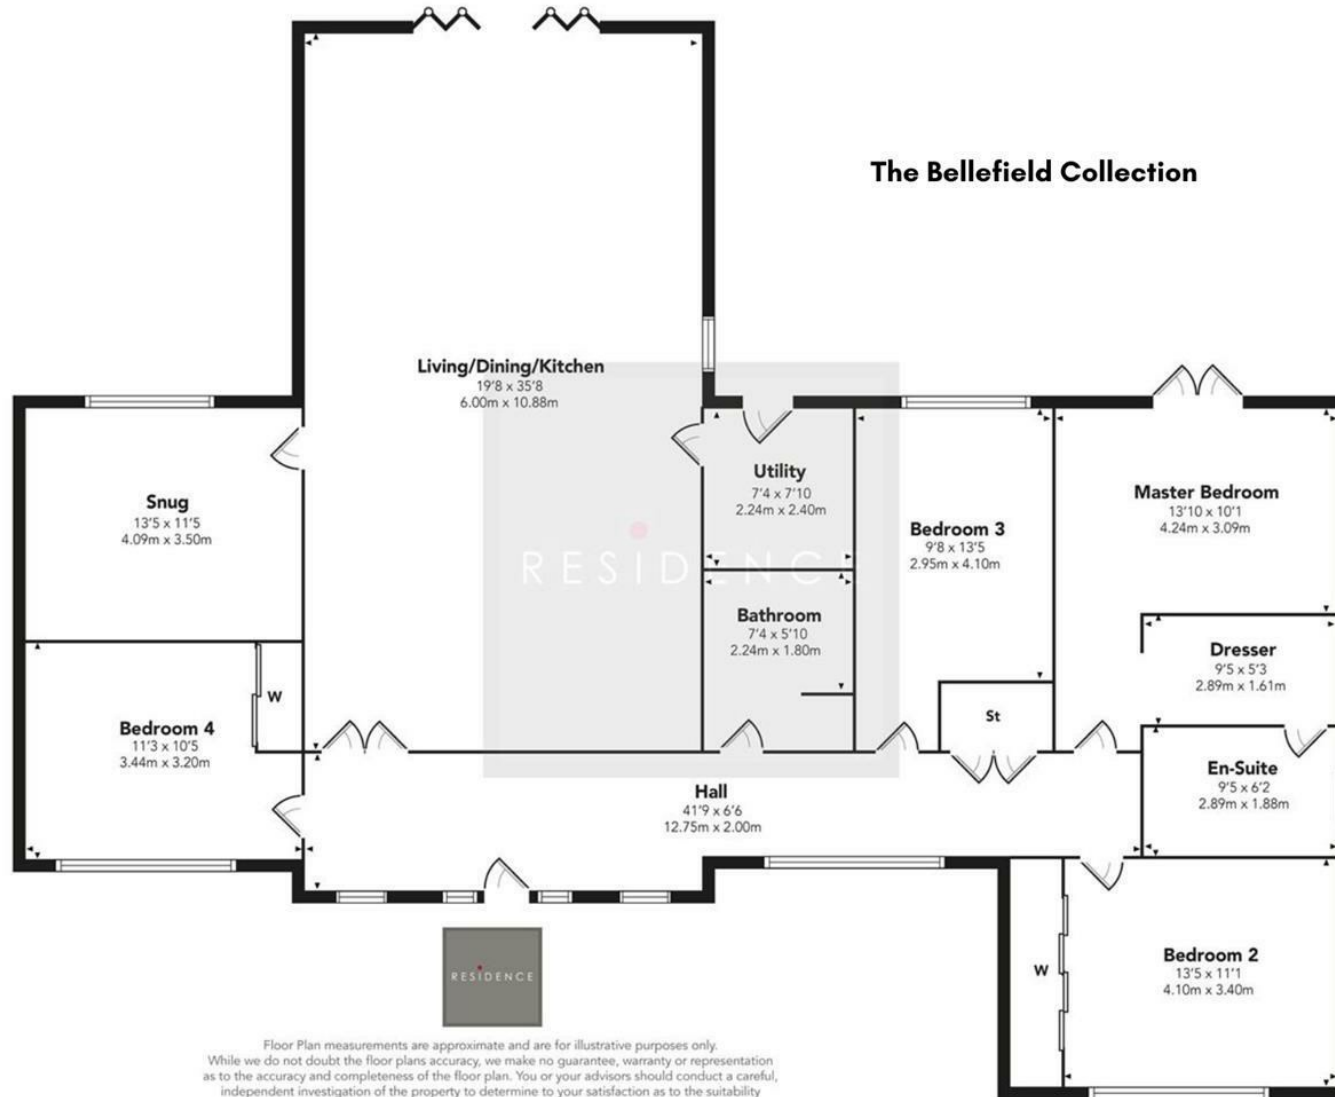 The Bellefield Collection
Living/Dining/Kitchen
19'8 x 35'8
6.00m x 10.88m
Snug
13'5 x 11'5
4.09m x 3.50m
Utility
7'4 x 7'10
2.24m x 2.40m
Bedroom 3
9'8 x 13'5
2.95m x 4.10m
Master Bedroom
13'10 x 10'1
4.24m x 3.09m
RESIDENCE
Bathroom
7'4 x 5'10
2.24m x 1.80m
Dresser
9'5 x 5'3
2.89m x 1.61m
W
Bedroom 4
11'3 x 10'5
3.44m x 3.20m
St
En-Suite
9'5 x 6'2
2.89m x 1.88m
Hall
41'9 x 6'6
12.75m x 2.00m
W
Bedroom 2
13'5 x 11'1
4.10m x 3.40m
RESIDENCE
Floor Plan measurements are approximate and are for illustrative purposes only.
While we do not doubt the floor plans accuracy, we make no guarantee, warranty or representation
as to the accuracy and completeness of the floor plan. You or your advisors should conduct a careful,
independent investigation of the property to determine to your satisfaction as to the suitability